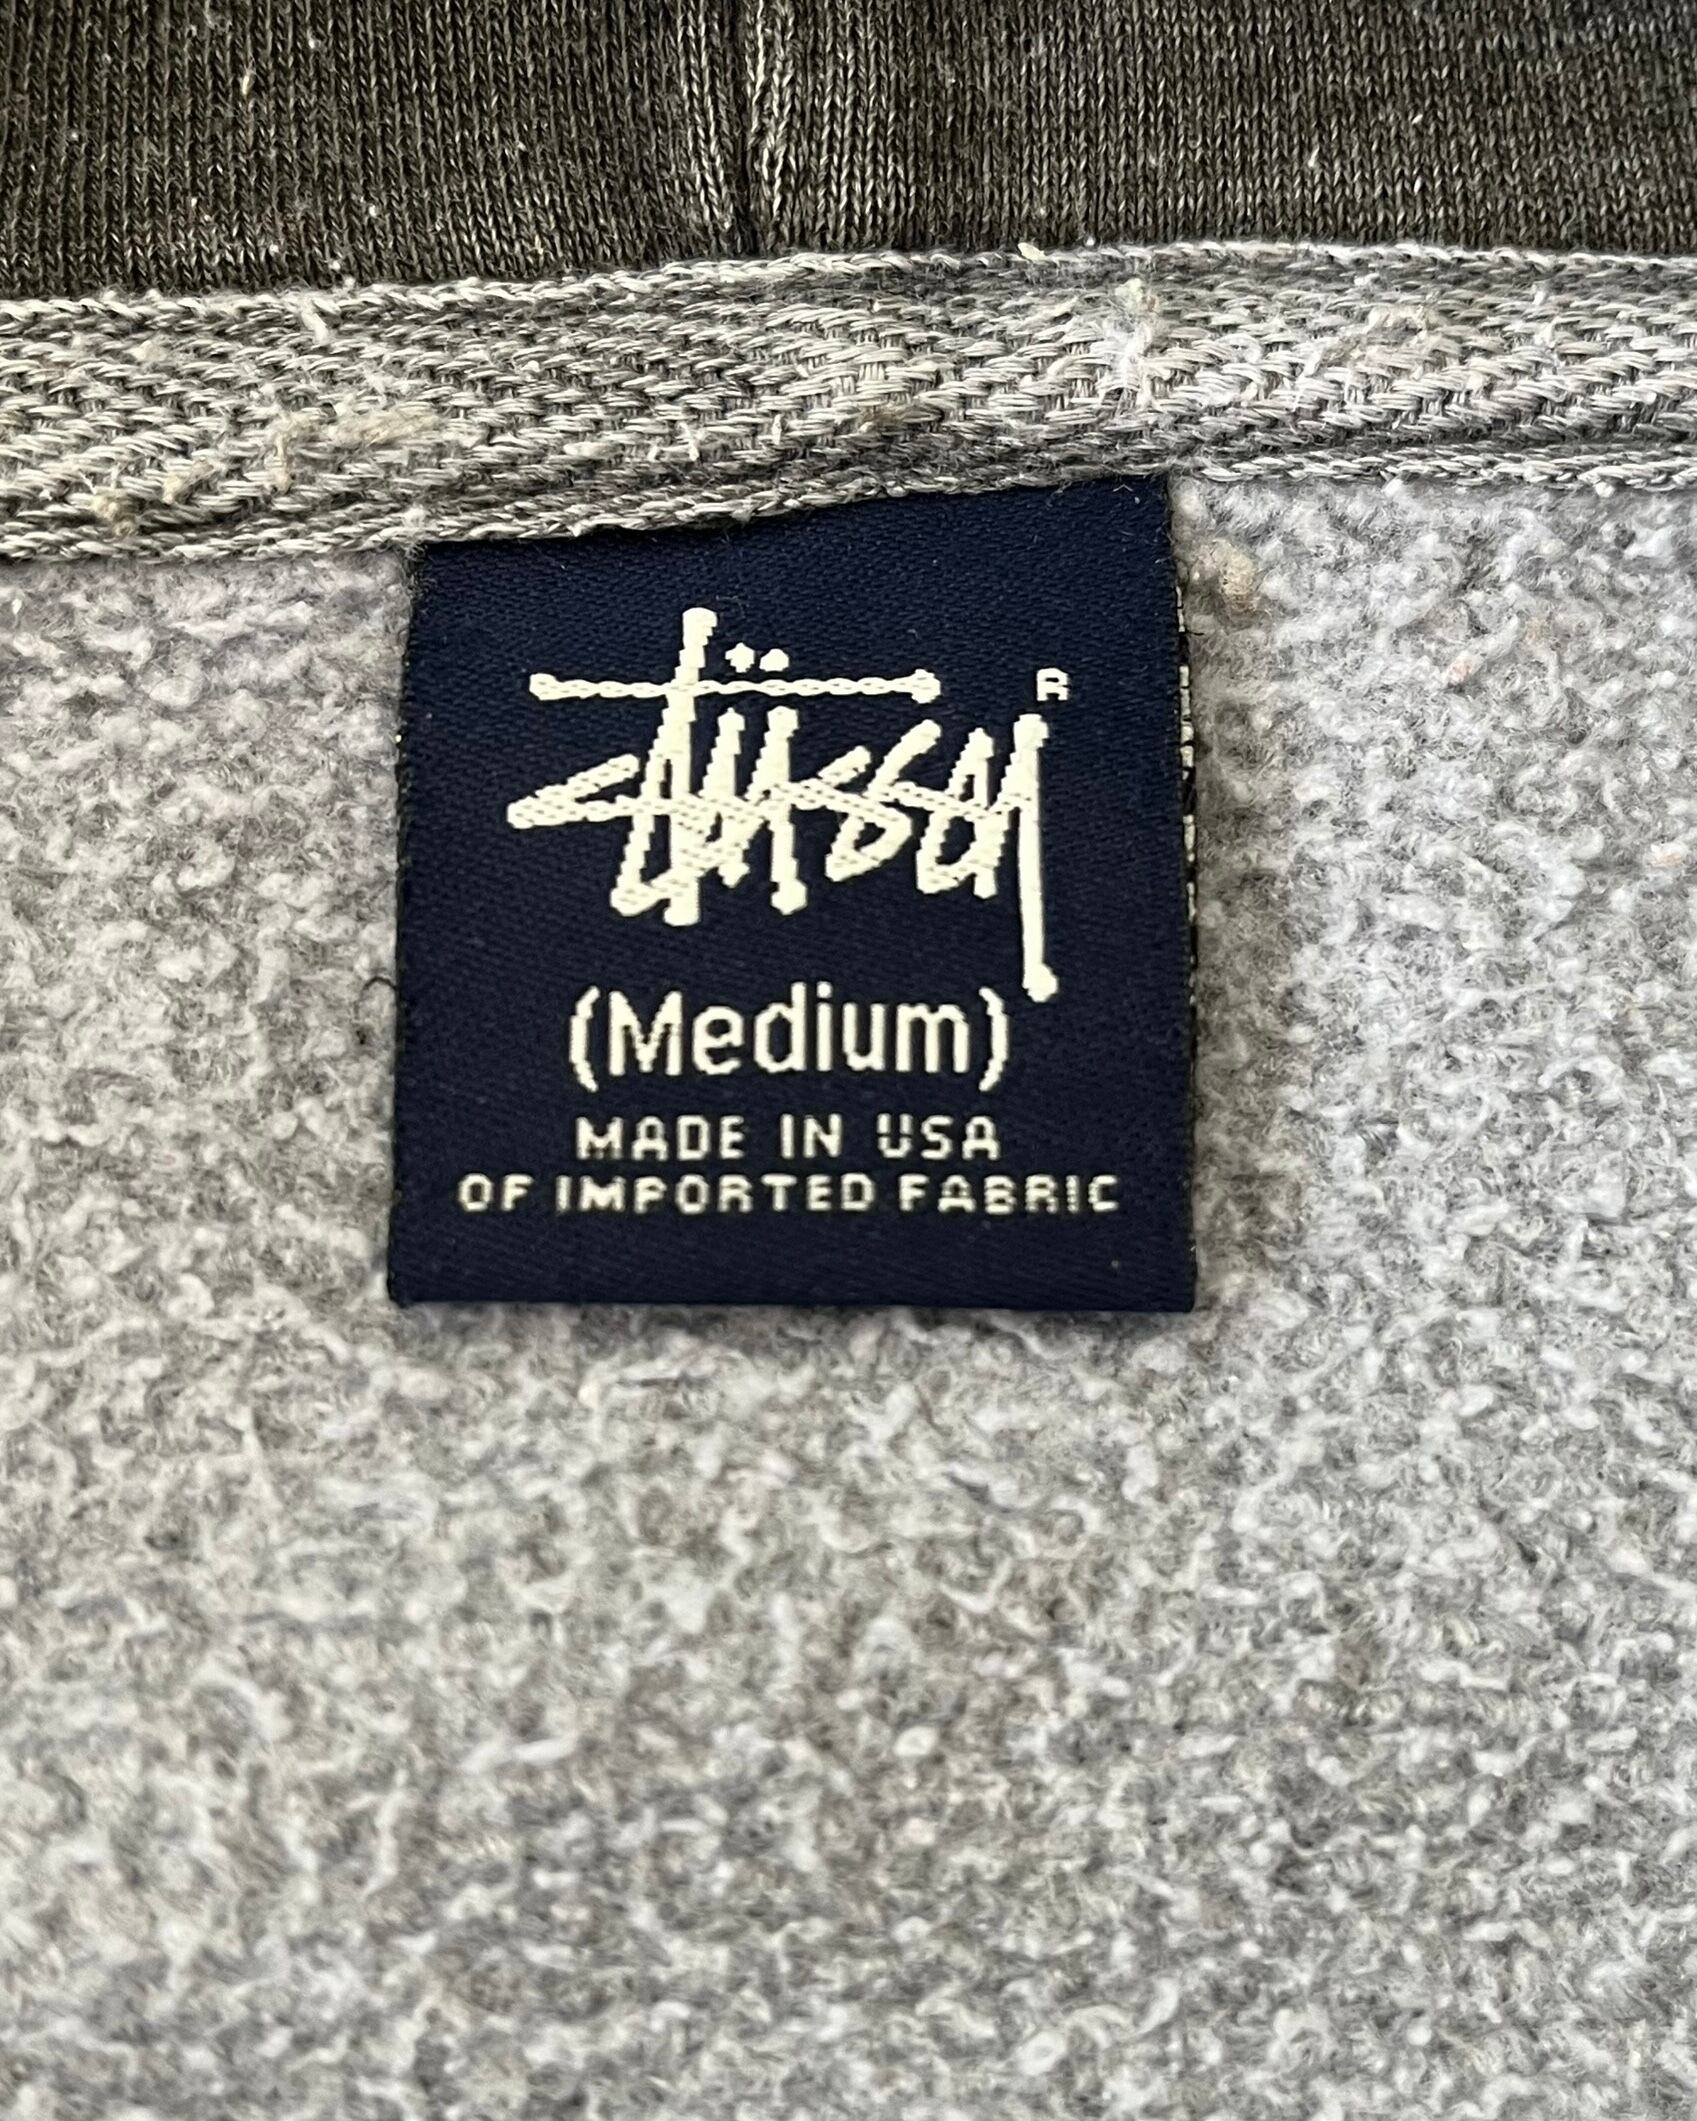 Stüssy ®
(Medium)
MADE IN USA
OF IMPORTED FABRIC